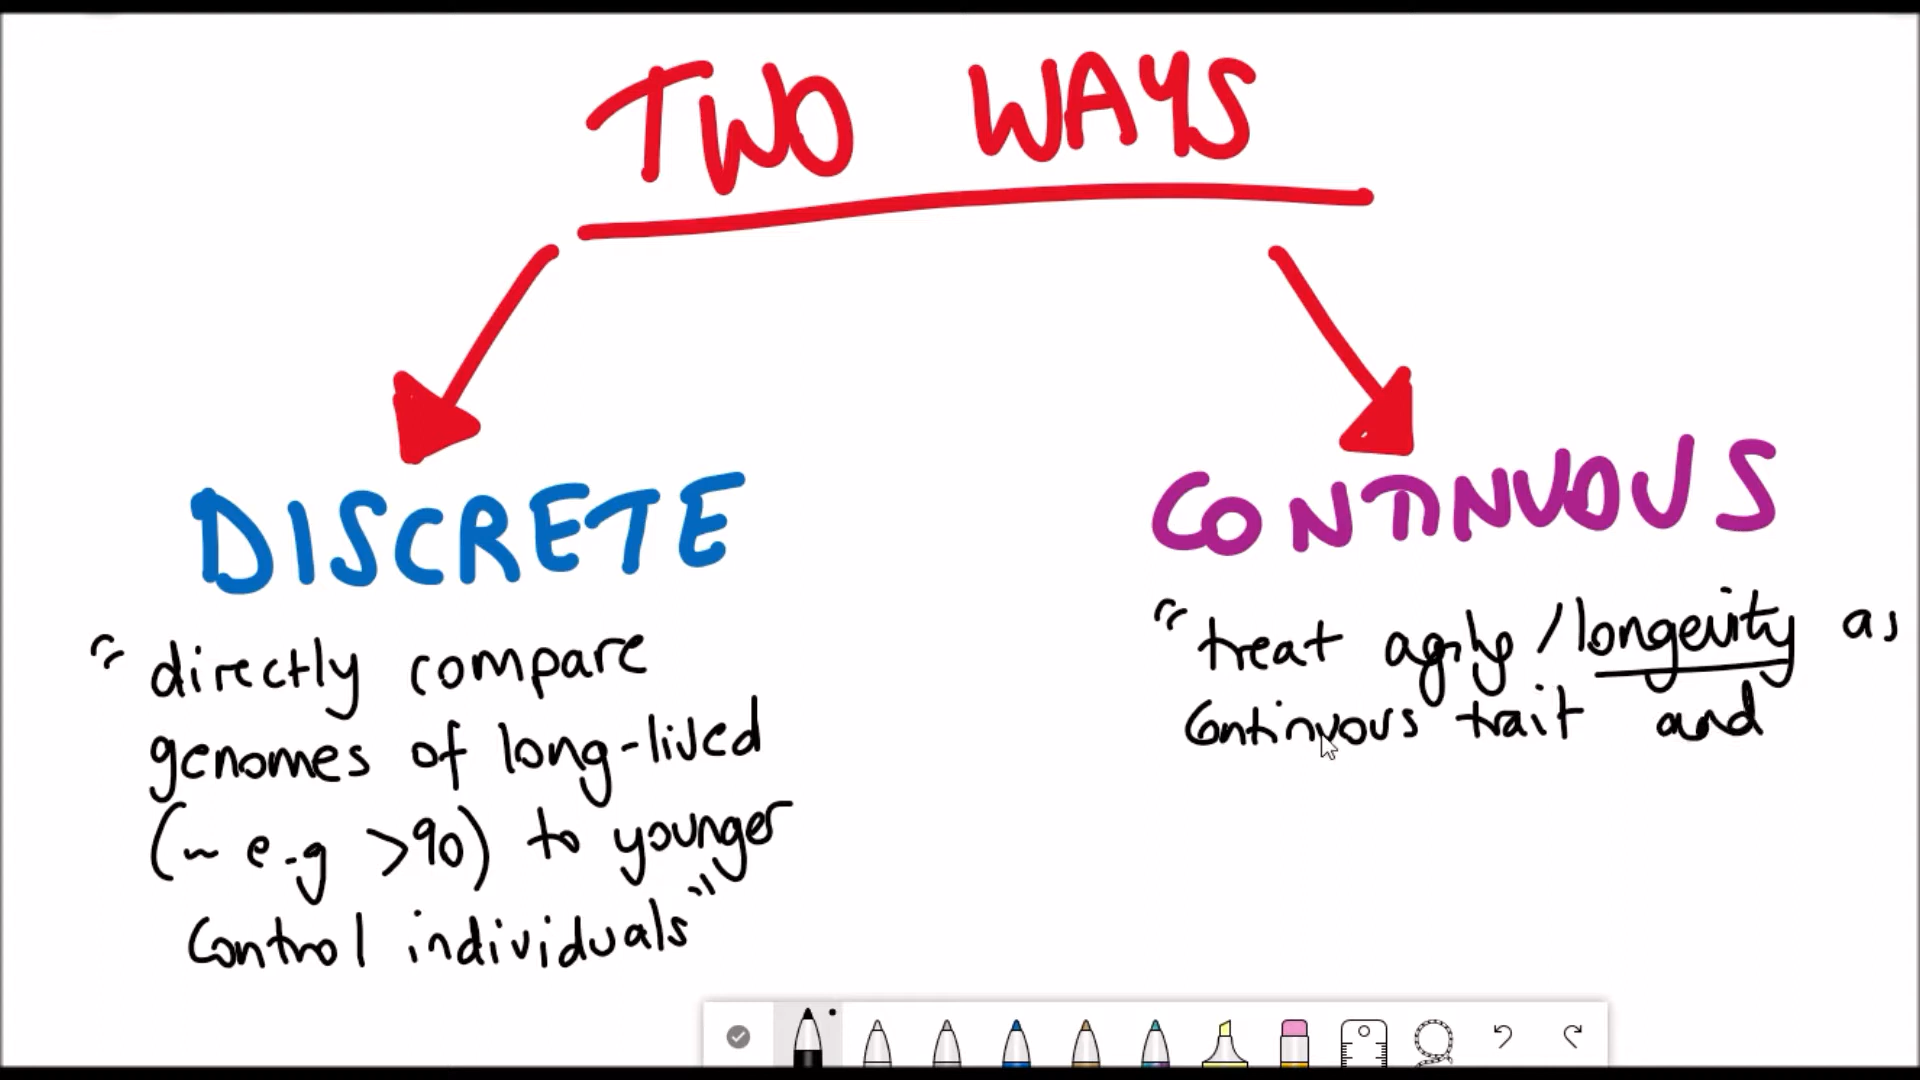 TWO WAYS
DISCRETE
"directly compare
genomes of long-lived
(~ e.g >90) to younger
control individuals"
CONTINUOUS
"treat aging/longevity as
continuous trait and